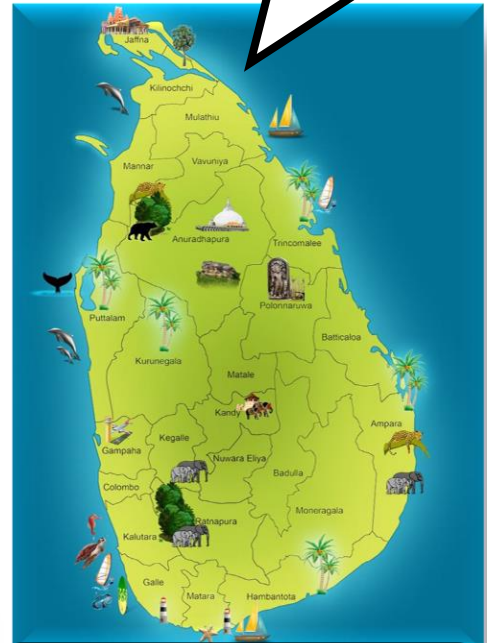 Jaffna
Kilinochchi
Mulathiu
Vavuniya
Mannar
Anuradhapura
Trincomalee
Polonnaruwa
Puttalam
Batticaloa
Kurunegala
Matale
Kandy
Ampara
Kegalle
Gampaha
Nuwara Eliya
Badulla
Colombo
Moneragala
Ratnapura
Kalutara
Galle
Matara
Hambantota